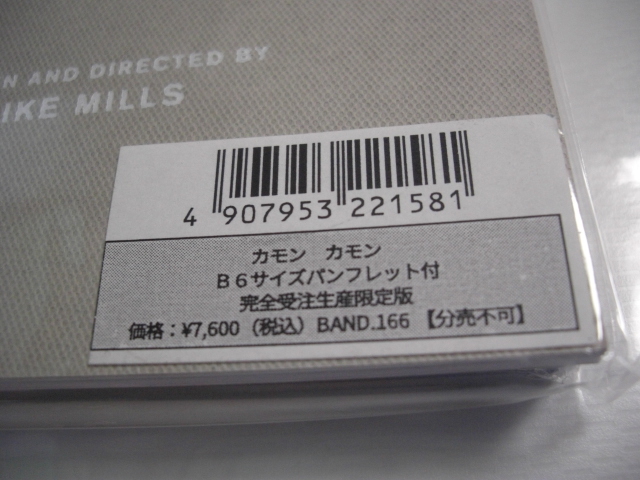 N AND DIRECTED BY
IKE MILLS
4 907953 221581
カモン　カモン
Ｂ６サイズパンフレット付
完全受注生産限定版
価格：¥7,600（税込）BAND.166 【分売不可】